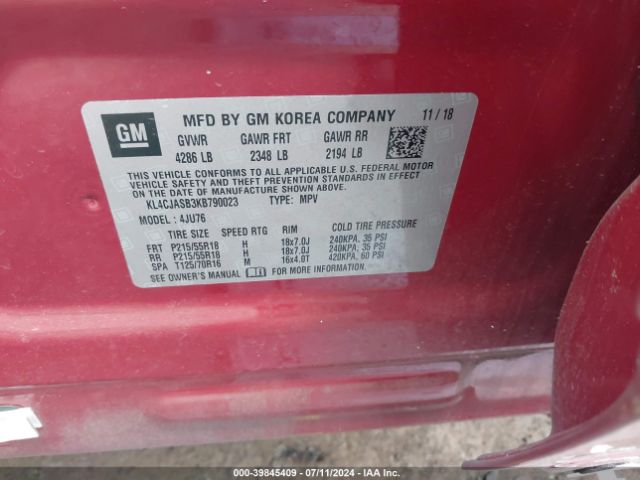 GM
MFD BY GM KOREA COMPANY 11/18
GVWR GAWR FRT GAWR RR
4286 LB 2348 LB 2194 LB
THIS VEHICLE CONFORMS TO ALL APPLICABLE U.S. FEDERAL MOTOR
VEHICLE SAFETY AND THEFT PREVENTION STANDARDS IN EFFECT
ON THE DATE OF MANUFACTURE SHOWN ABOVE.
KL4CJASB3KB790023 TYPE: MPV
MODEL: 4JU76
TIRE SIZE SPEED RTG RIM COLD TIRE PRESSURE
FRT P215/55R18 H 18x7.0J 240KPA, 35 PSI
RR P215/55R18 H 18x7.0J 240KPA, 35 PSI
SPA T125/70R16 M 16x4.0T 420KPA, 60 PSI
SEE OWNER'S MANUAL FOR MORE INFORMATION.
000-39845409 - 07/11/2024 - IAA Inc.